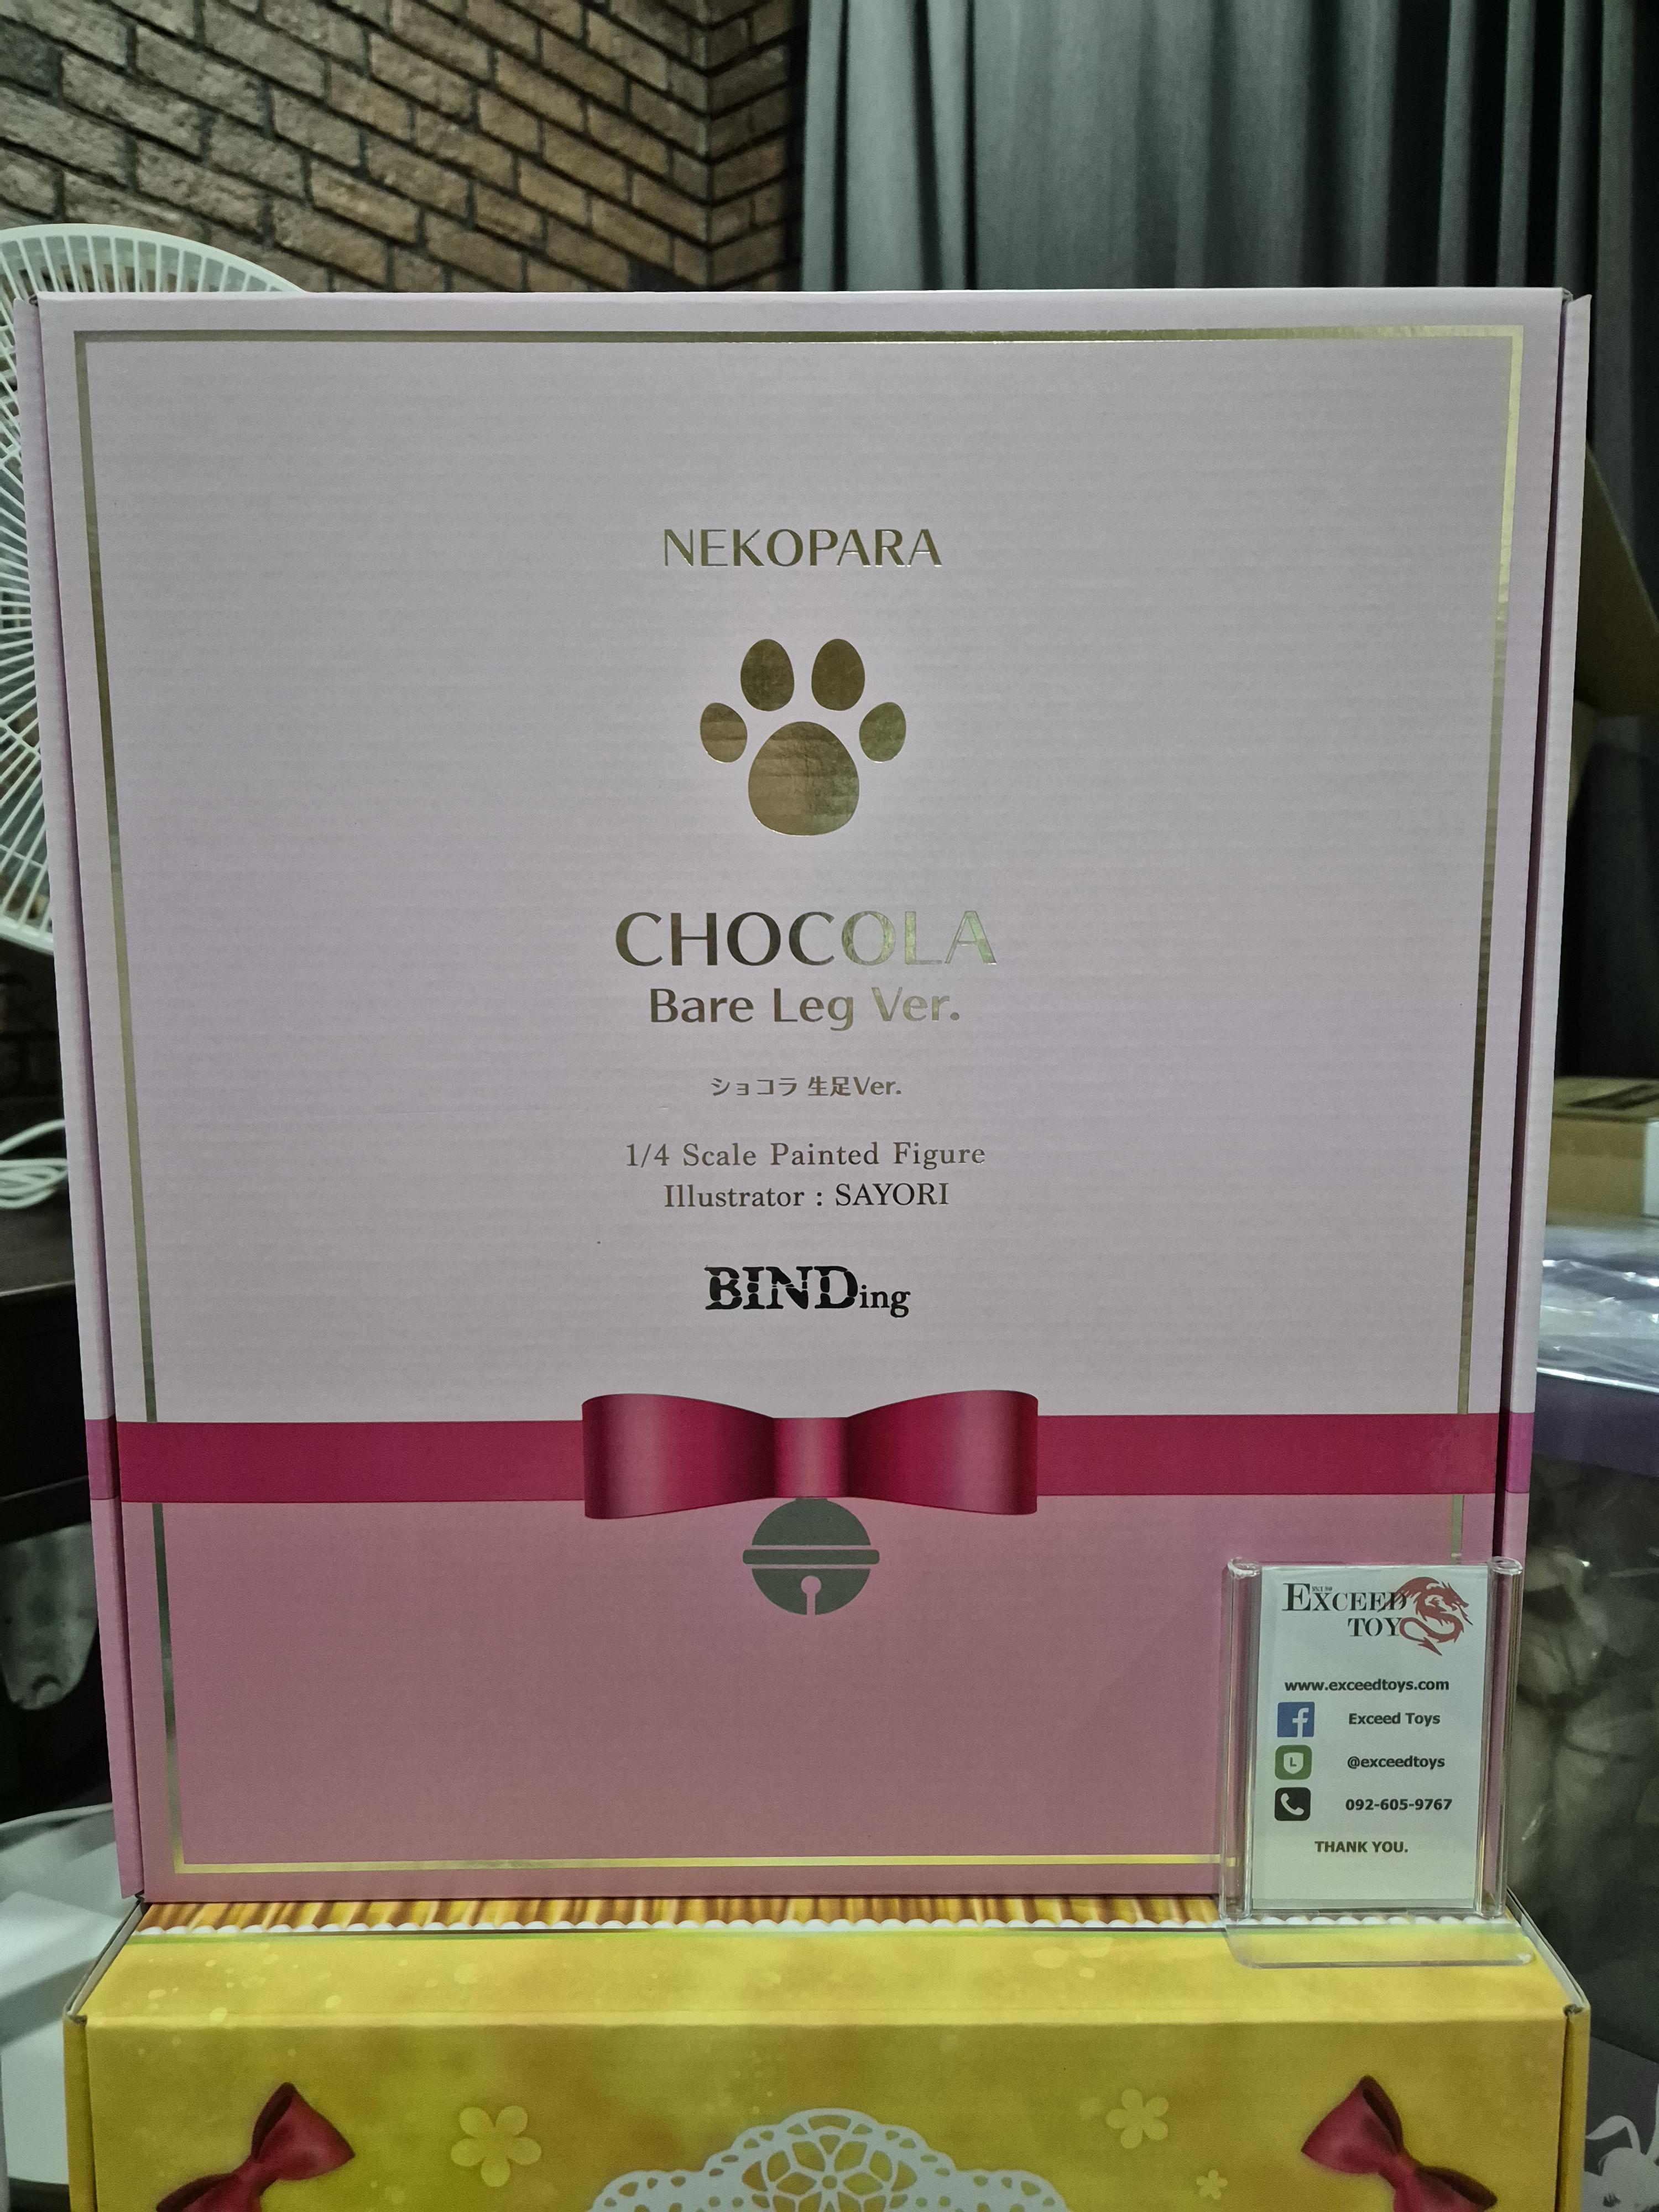 NEKOPARA
CHOCOLA
Bare Leg Ver.
ショコラ 生足Ver.
1/4 Scale Painted Figure
Illustrator : SAYORI
BINDing
EXCEED
TOYS
www.exceedtoys.com
Exceed Toys
@exceedtoys
092-605-9767
THANK YOU.